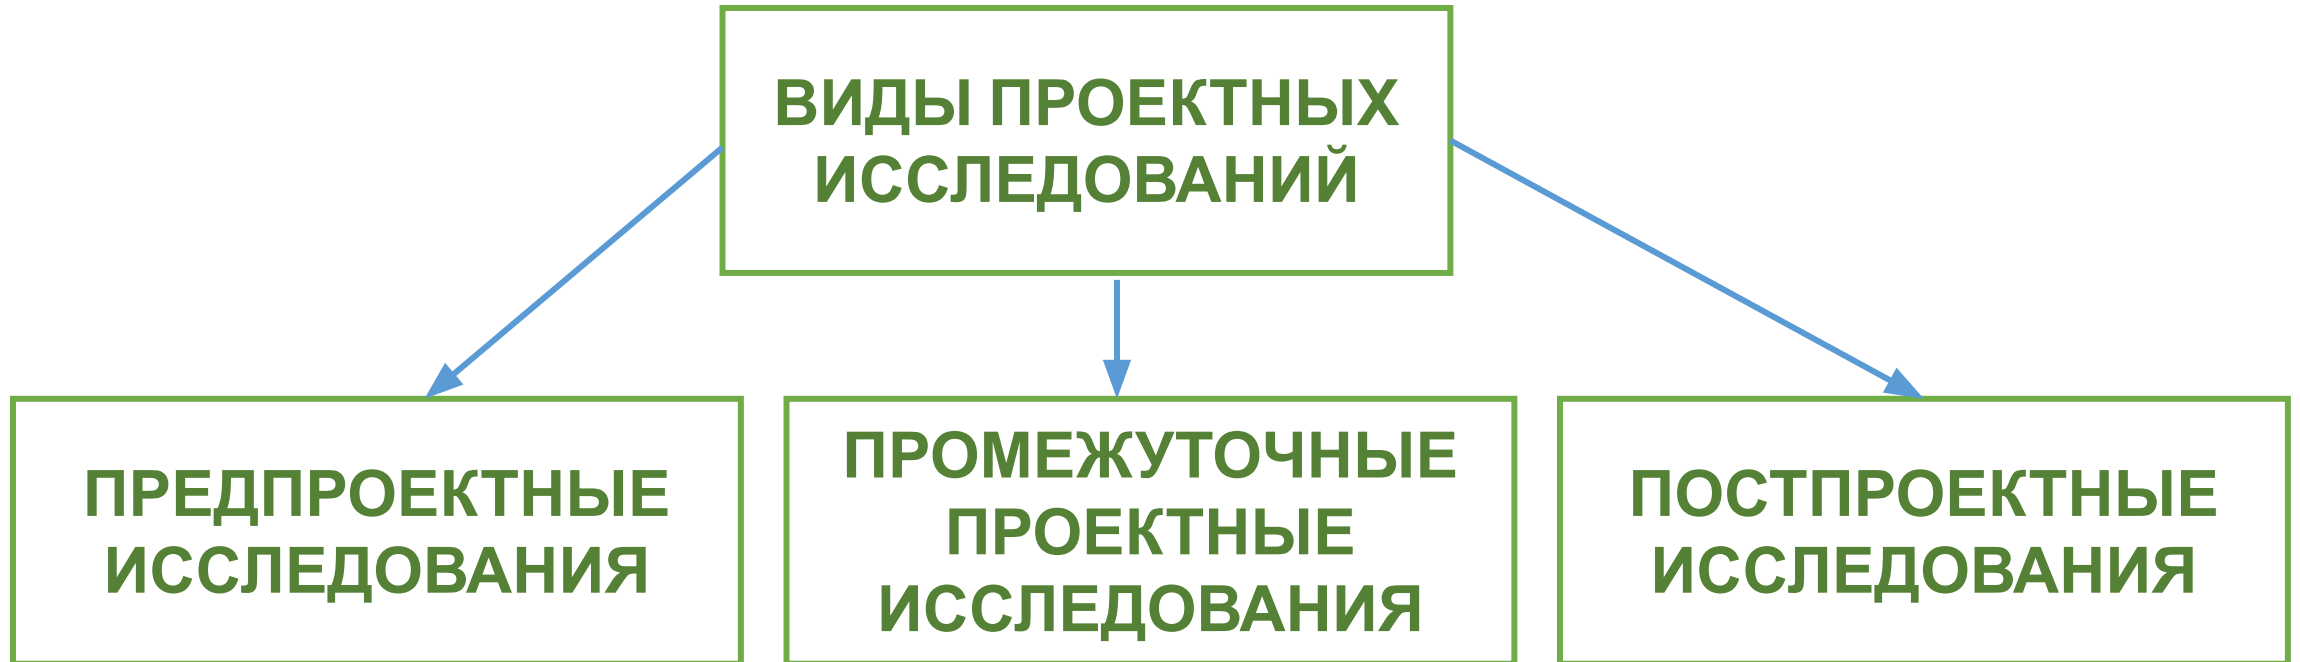 ВИДЫ ПРОЕКТНЫХ
ИССЛЕДОВАНИЙ
ПРЕДПРОЕКТНЫЕ
ИССЛЕДОВАНИЯ
ПРОМЕЖУТОЧНЫЕ
ПРОЕКТНЫЕ
ИССЛЕДОВАНИЯ
ПОСТПРОЕКТНЫЕ
ИССЛЕДОВАНИЯ